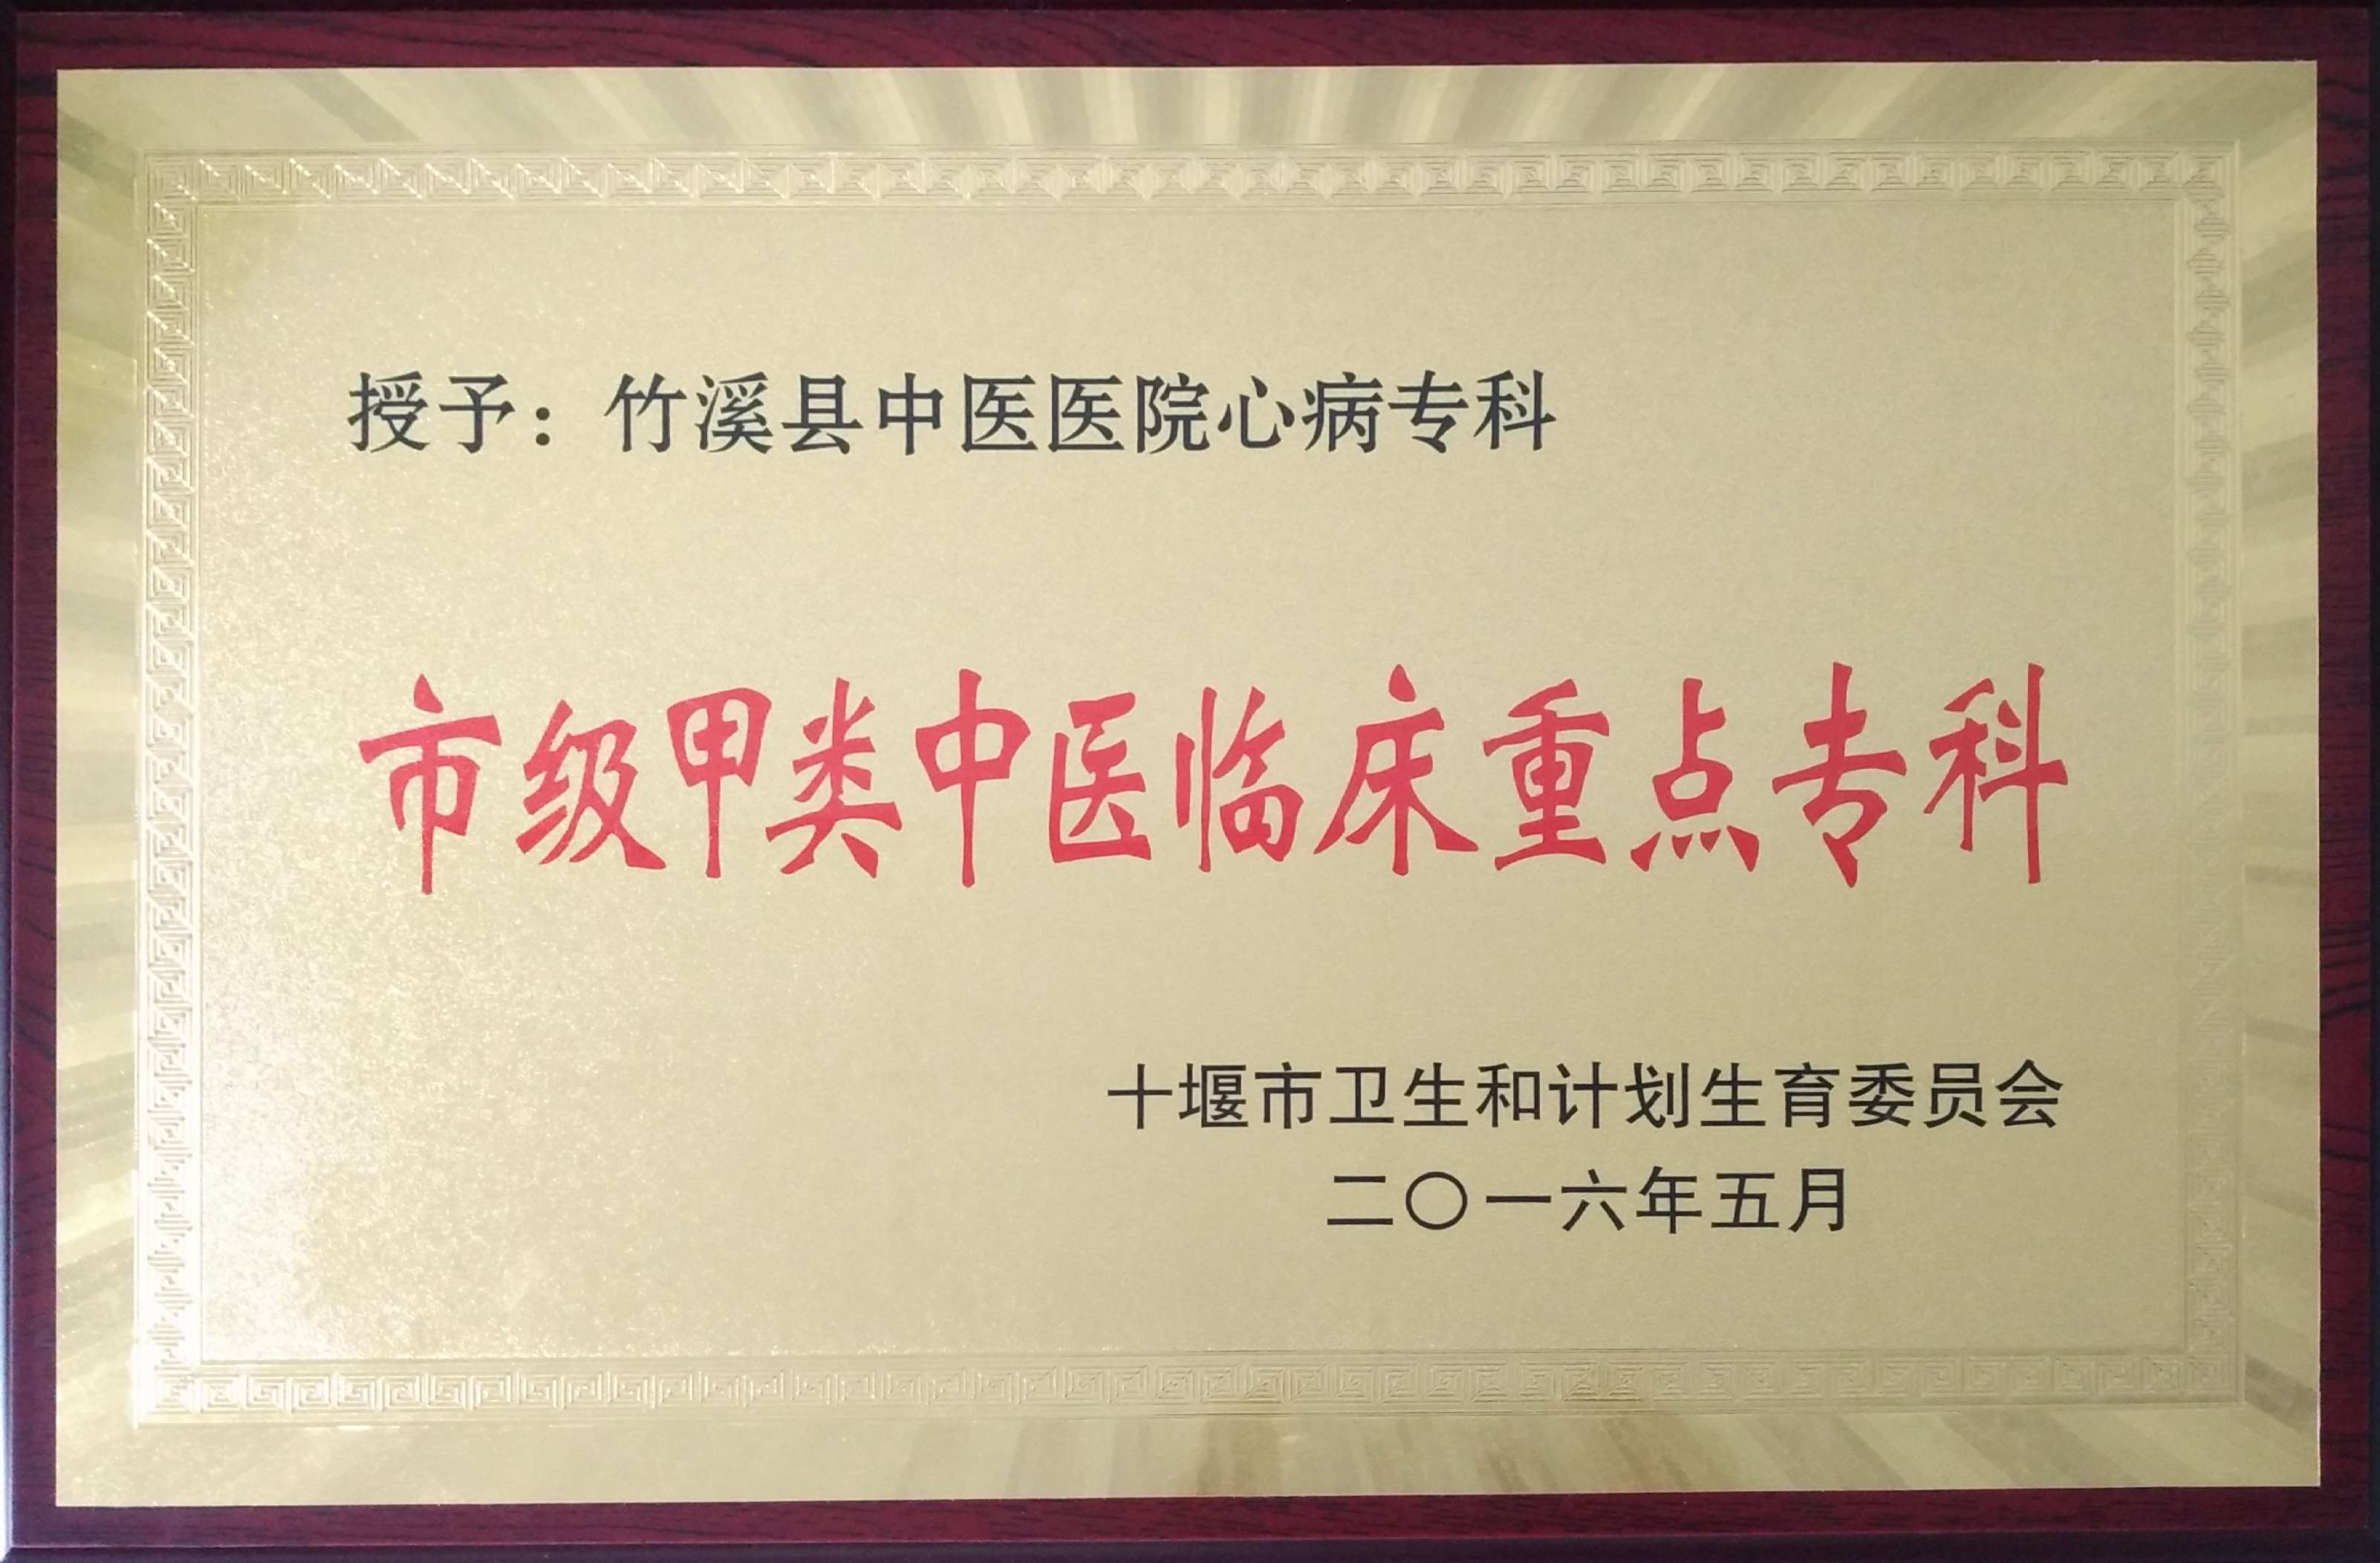 授予：竹溪县中医医院心病专科
市级甲类中医临床重点专科
十堰市卫生和计划生育委员会
二〇一六年五月